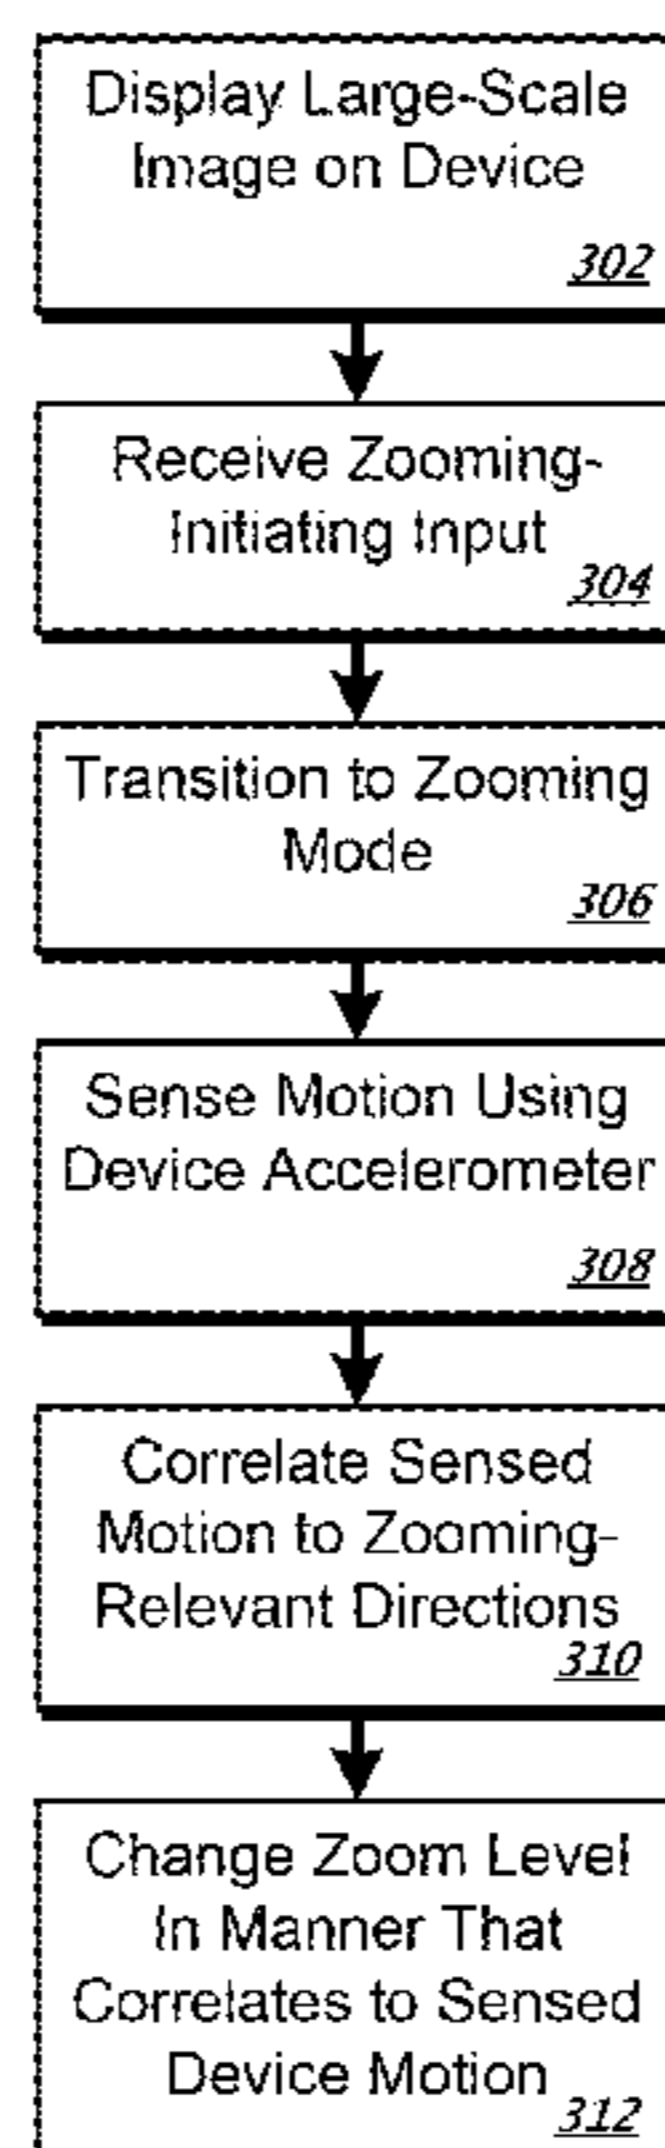 Display Large-Scale
Image on Device
302
Receive Zooming-
Initiating Input
304
Transition to Zooming
Mode
306
Sense Motion Using
Device Accelerometer
308
Correlate Sensed
Motion to Zooming-
Relevant Directions
310
Change Zoom Level
In Manner That
Correlates to Sensed
Device Motion
312